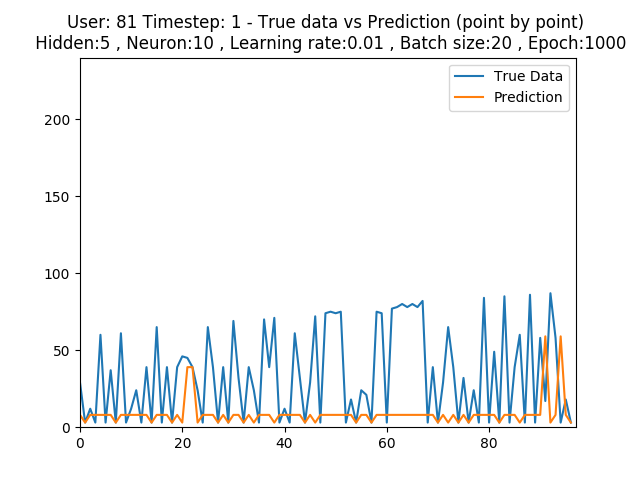 User: 81 Timestep: 1 - True data vs Prediction (point by point)
Hidden:5 , Neuron:10 , Learning rate:0.01 , Batch size:20 , Epoch:1000
True Data
Prediction
200
150
100
50
0
0 20 40 60 80